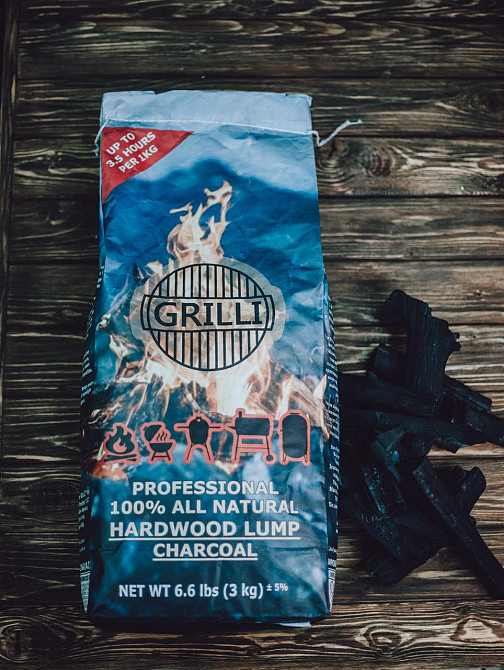 UP TO
3.5 HOURS
PER 1KG
GRILLI
PROFESSIONAL
100% ALL NATURAL
HARDWOOD LUMP
CHARCOAL
NET WT 6.6 lbs (3 kg) ± 5%